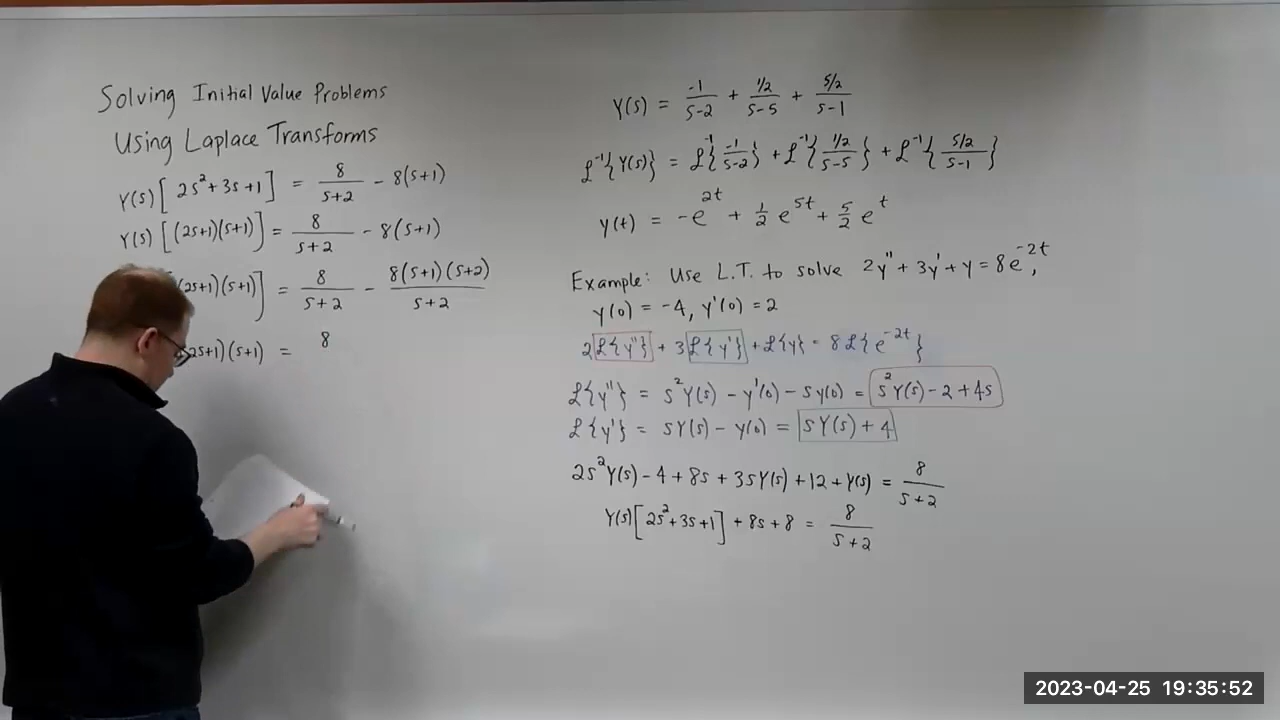 Solving Initial Value Problems
Using Laplace Transforms
Y(s) [ 2s² + 3s + 1 ] = 8/(s+2) - 8(s+1)
Y(s) [(2s+1)(s+1)] = 8/(s+2) - 8(s+1)
(2s+1)(s+1)] = 8/(s+2) - 8(s+1)(s+2)/(s+2)
2s+1)(s+1) = 8
Y(s) = -1/(s-2) + 1/2/(s-5) + 5/2/(s-1)
ℒ⁻¹{Y(s)} = ℒ⁻¹{-1/(s-2)} + ℒ⁻¹{1/2/(s-5)} + ℒ⁻¹{5/2/(s-1)}
y(t) = -e^2t + 1/2 e^5t + 5/2 e^t
Example: Use L.T. to solve 2y'' + 3y' + y = 8e^-2t,
y(0) = -4, y'(0) = 2
2ℒ{y''} + 3ℒ{y'} + ℒ{y} = 8ℒ{e^-2t}
ℒ{y''} = s²Y(s) - y'(0) - sy(0) = s²Y(s) - 2 + 4s
ℒ{y'} = sY(s) - y(0) = sY(s) + 4
2s²Y(s) - 4 + 8s + 3sY(s) + 12 + Y(s) = 8/(s+2)
Y(s)[2s² + 3s + 1] + 8s + 8 = 8/(s+2)
2023-04-25 19:35:52